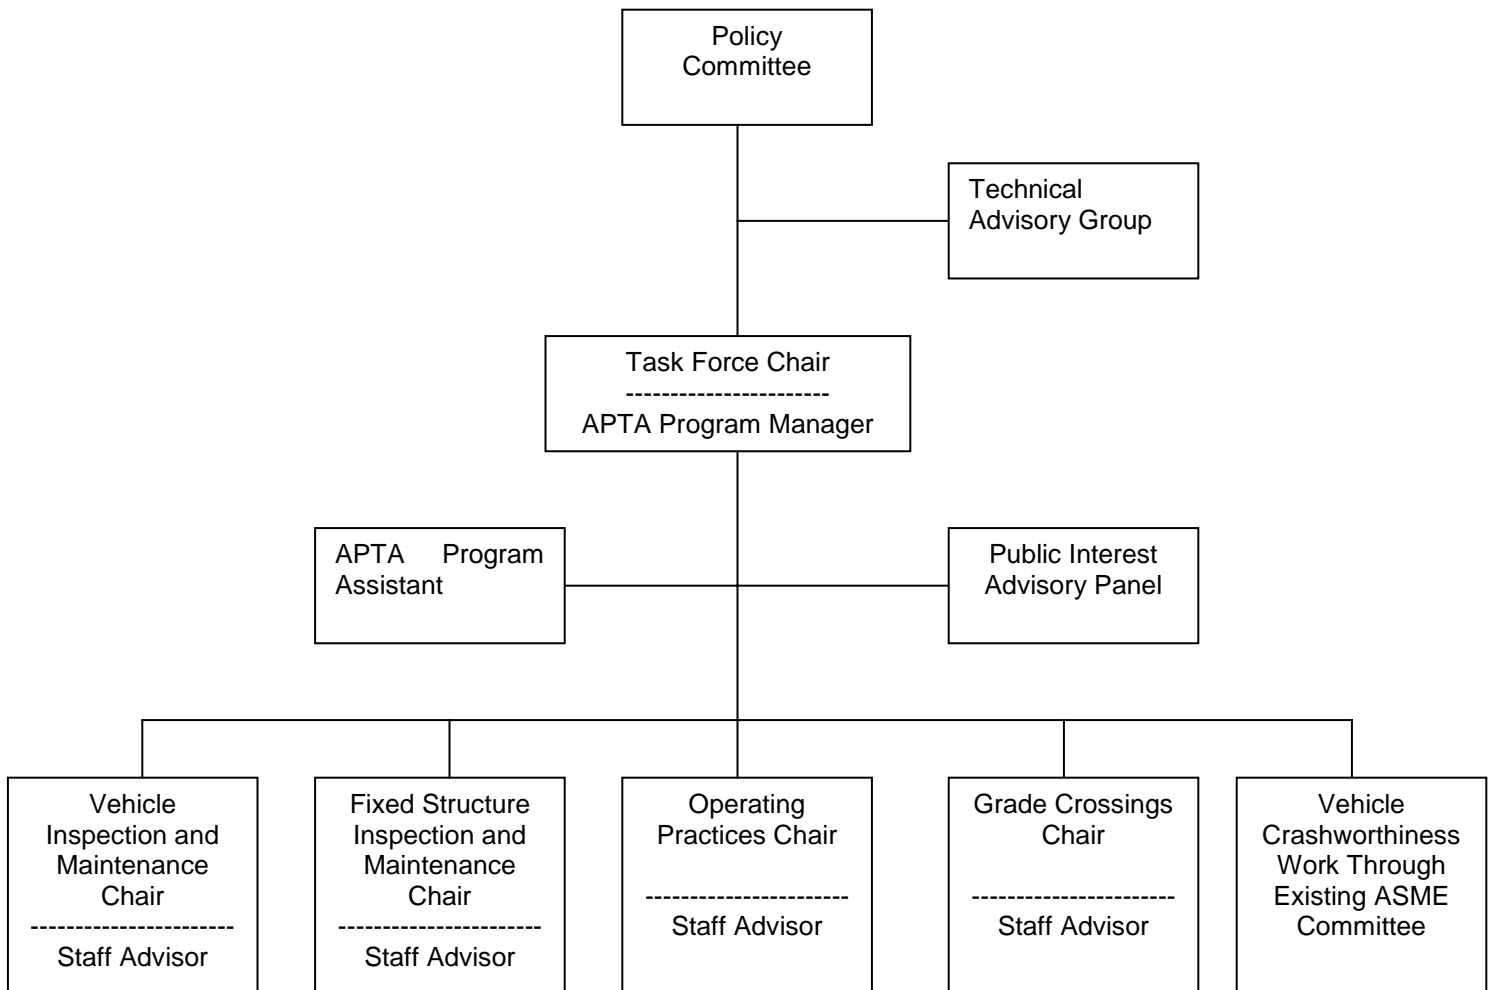 Policy
Committee
Technical
Advisory Group
Task Force Chair
-----------------------
APTA Program Manager
APTA Program
Assistant
Public Interest
Advisory Panel
Vehicle
Inspection and
Maintenance
Chair
-----------------------
Staff Advisor
Fixed Structure
Inspection and
Maintenance
Chair
-----------------------
Staff Advisor
Operating
Practices Chair
-----------------------
Staff Advisor
Grade Crossings
Chair
-----------------------
Staff Advisor
Vehicle
Crashworthiness
Work Through
Existing ASME
Committee